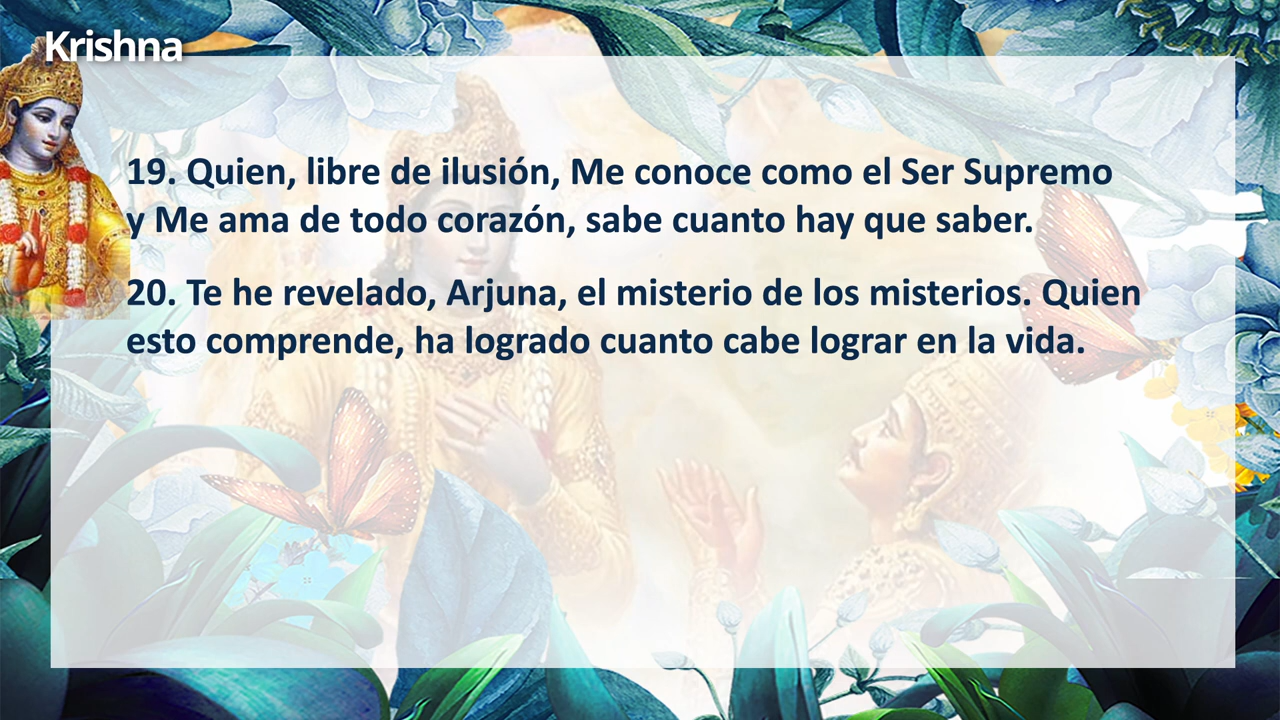 Krishna
19. Quien, libre de ilusión, Me conoce como el Ser Supremo
y Me ama de todo corazón, sabe cuanto hay que saber.
20. Te he revelado, Arjuna, el misterio de los misterios. Quien
esto comprende, ha logrado cuanto cabe lograr en la vida.